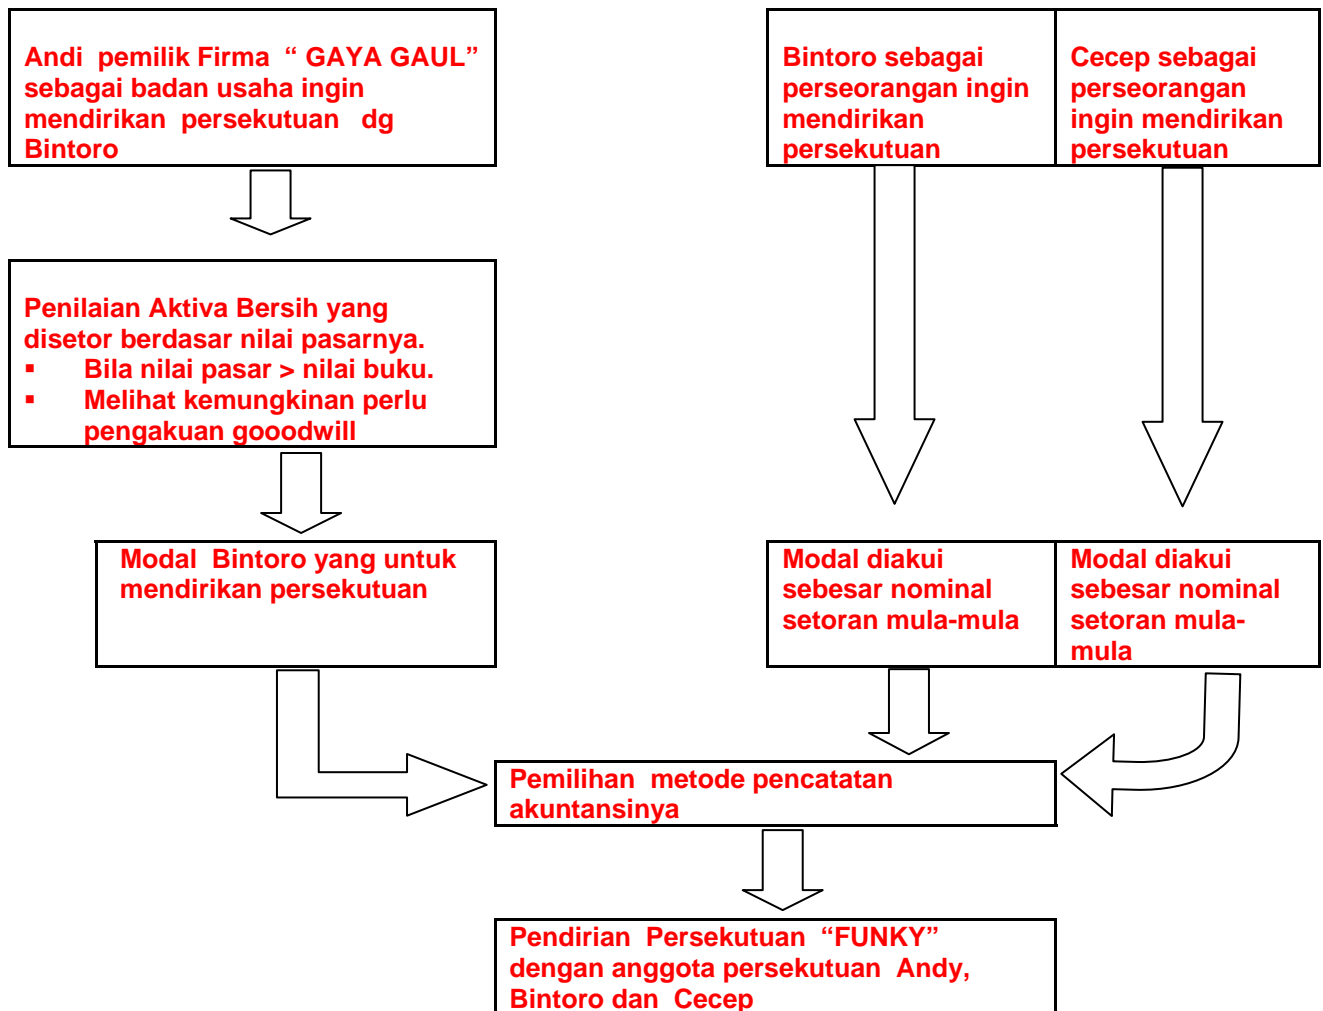 Andi pemilik Firma “ GAYA GAUL”
sebagai badan usaha ingin
mendirikan persekutuan dg
Bintoro
Bintoro sebagai
perseorangan ingin
mendirikan
persekutuan
Cecep sebagai
perseorangan
ingin mendirikan
persekutuan
Penilaian Aktiva Bersih yang
disetor berdasar nilai pasarnya.
▪ Bila nilai pasar > nilai buku.
▪ Melihat kemungkinan perlu
pengakuan gooodwill
Modal Bintoro yang untuk
mendirikan persekutuan
Modal diakui
sebesar nominal
setoran mula-mula
Modal diakui
sebesar nominal
setoran mula-
mula
Pemilihan metode pencatatan
akuntansinya
Pendirian Persekutuan “FUNKY”
dengan anggota persekutuan Andy,
Bintoro dan Cecep